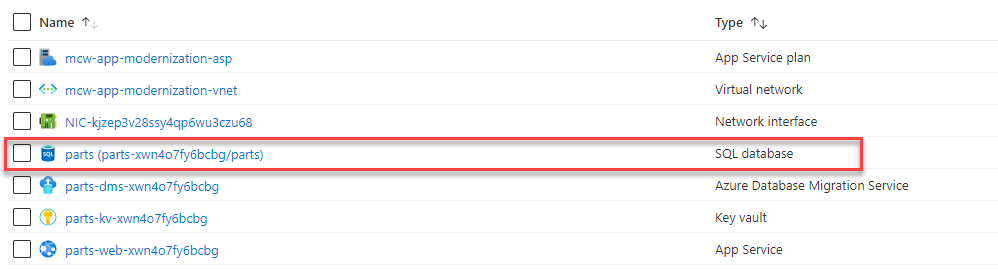 Name ↑↓ Type ↑↓
mcw-app-modernization-asp App Service plan
mcw-app-modernization-vnet Virtual network
NIC-kjzep3v28ssy4qp6wu3czu68 Network interface
SQL parts (parts-xwn4o7fy6bcbg/parts) SQL database
parts-dms-xwn4o7fy6bcbg Azure Database Migration Service
parts-kv-xwn4o7fy6bcbg Key vault
parts-web-xwn4o7fy6bcbg App Service